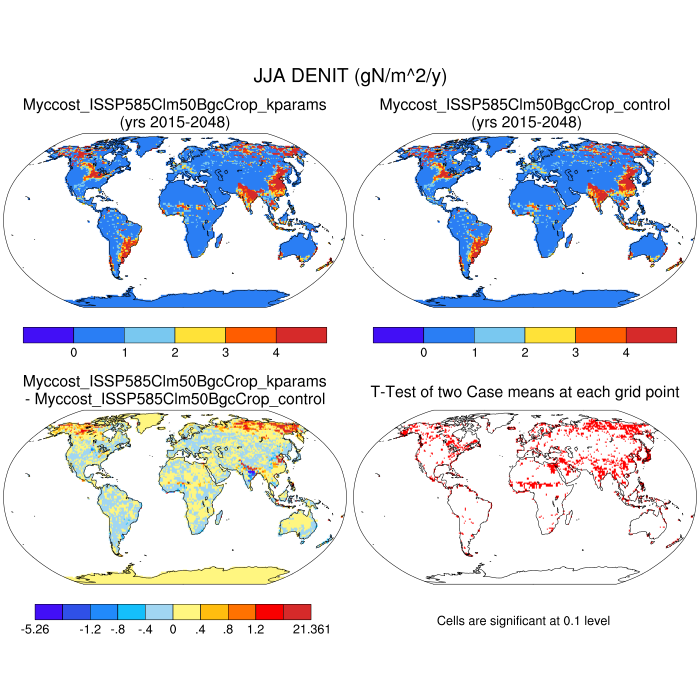 JJA DENIT (gN/m^2/y)
Myccost_ISSP585Clm50BgcCrop_kparams
(yrs 2015-2048)
Myccost_ISSP585Clm50BgcCrop_control
(yrs 2015-2048)
0 1 2 3 4
0 1 2 3 4
Myccost_ISSP585Clm50BgcCrop_kparams
- Myccost_ISSP585Clm50BgcCrop_control
T-Test of two Case means at each grid point
-5.26 -1.2 -.8 -.4 0 .4 .8 1.2 21.361
Cells are significant at 0.1 level